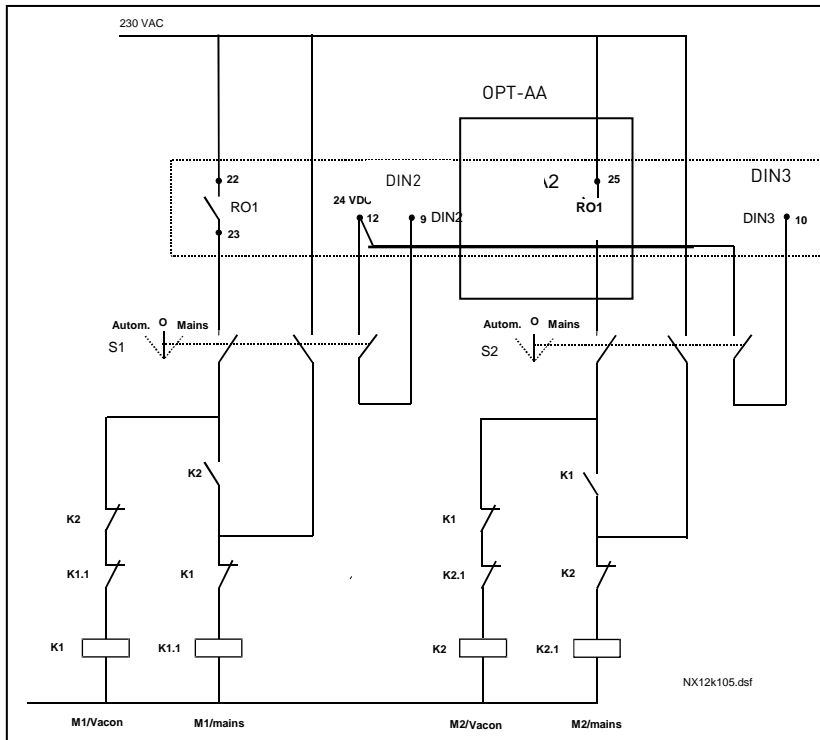 230 VAC
OPT-AA
22
RO1
23
24 VDC
12
DIN2
9 DIN2
A2
25
RO1
DIN3
DIN3
10
Autom. O Mains
S1
Autom. O Mains
S2
K2
K1
K2
K1
K1.1
K1
K2.1
K2
K1
K1.1
K2
K2.1
NX12k105.dsf
M1/Vacon
M1/mains
M2/Vacon
M2/mains